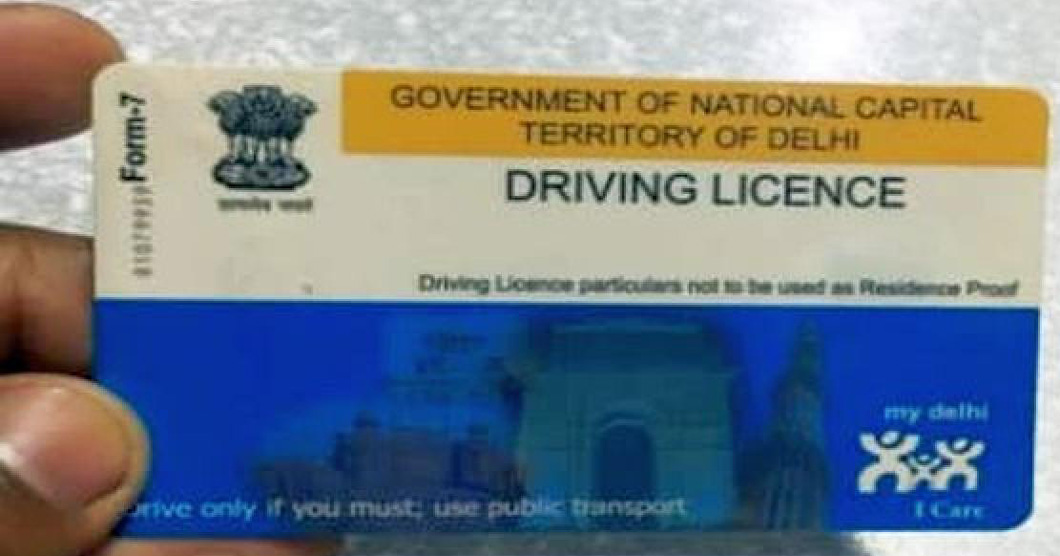 Form-7
GOVERNMENT OF NATIONAL CAPITAL
TERRITORY OF DELHI
DRIVING LICENCE
Driving Licence particulars not to be used as Residence Proof
my delhi
I Care
rive only if you must; use public transport